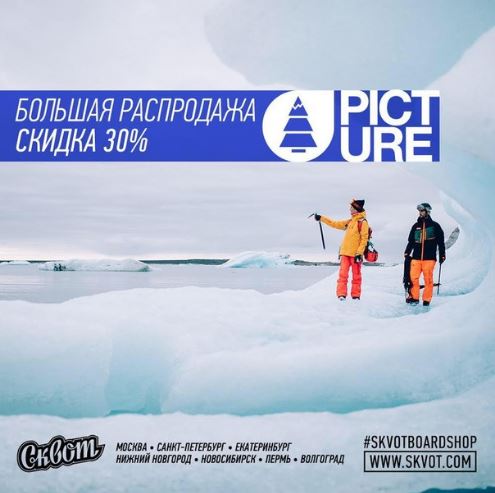 БОЛЬШАЯ РАСПРОДАЖА
СКИДКА 30%
PICT
URE
Сквот
МОСКВА • САНКТ-ПЕТЕРБУРГ • ЕКАТЕРИНБУРГ
НИЖНИЙ НОВГОРОД • НОВОСИБИРСК • ПЕРМЬ • ВОЛГОГРАД
#SKVOTBOARDSHOP
WWW.SKVOT.COM